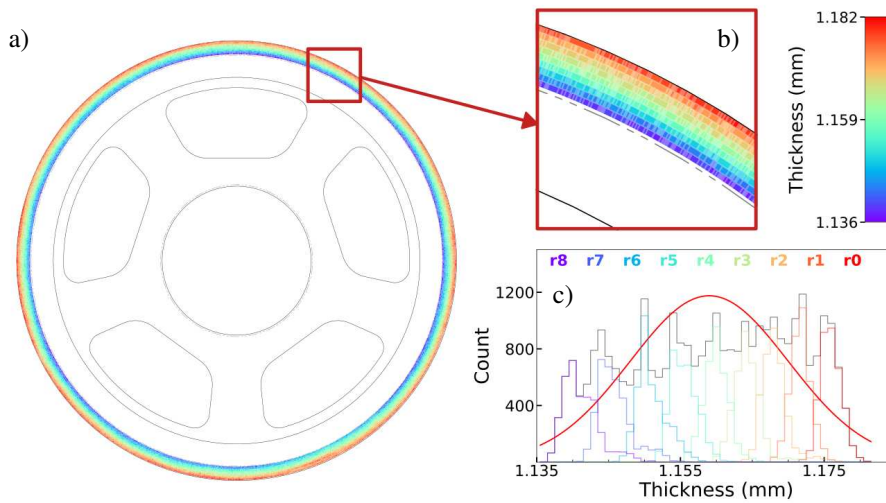 a)
b)
1.182
1.159
1.136
Thickness (mm)
r8 r7 r6 r5 r4 r3 r2 r1 r0
c)
1200
800
400
Count
1.135 1.155 1.175
Thickness (mm)